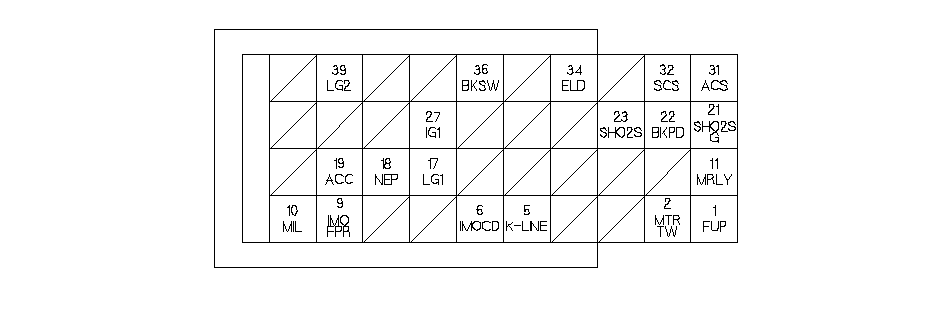 39
LG2
36
BKSW
34
ELD
32
SCS
31
ACS
27
IG1
23
SHO2S
22
BKPD
21
SHO2S
G
19
ACC
18
NEP
17
LG1
11
MRLY
10
MIL
9
IMO
FPR
6
IMOCD
5
K-LINE
2
MTR
TW
1
FUP